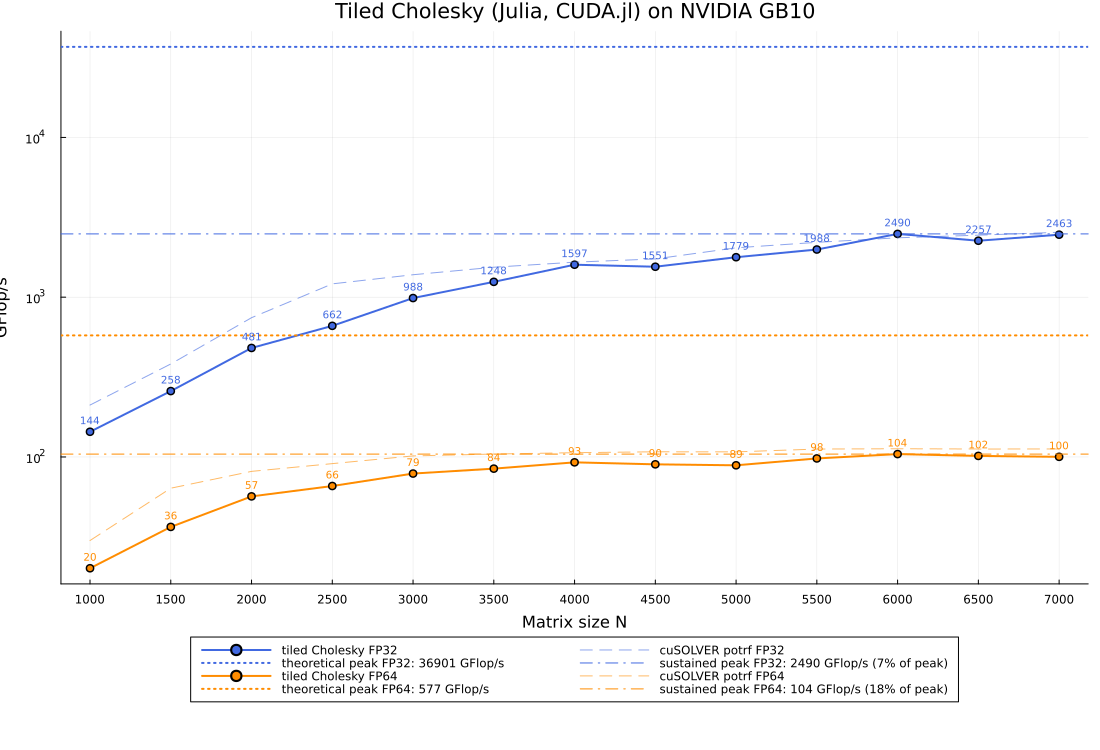 Tiled Cholesky (Julia, CUDA.jl) on NVIDIA GB10
GFlop/s
10^4
10^3
10^2
144
258
481
662
988
1248
1597
1551
1779
1988
2490
2257
2463
20
36
57
66
79
84
93
90
89
98
104
102
100
1000 1500 2000 2500 3000 3500 4000 4500 5000 5500 6000 6500 7000
Matrix size N
tiled Cholesky FP32
theoretical peak FP32: 36901 GFlop/s
tiled Cholesky FP64
theoretical peak FP64: 577 GFlop/s
cuSOLVER potrf FP32
sustained peak FP32: 2490 GFlop/s (7% of peak)
cuSOLVER potrf FP64
sustained peak FP64: 104 GFlop/s (18% of peak)